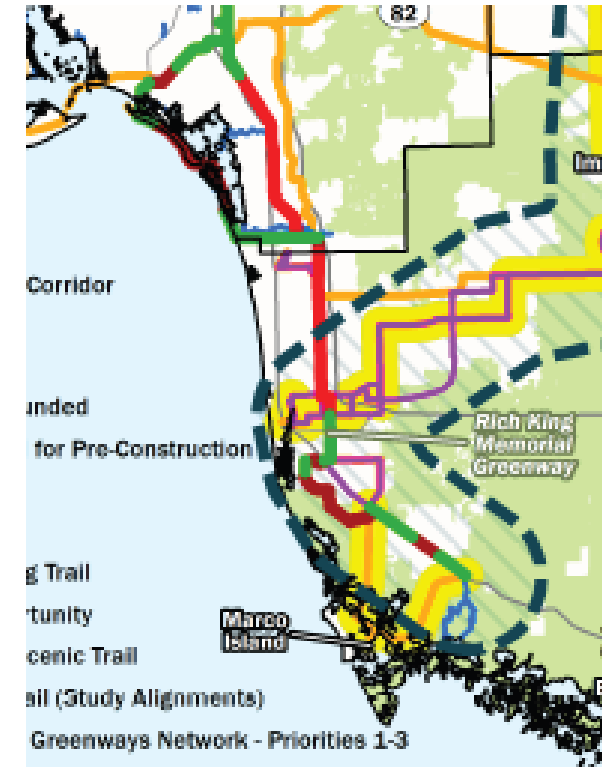 82
Im
Corridor
unded
for Pre-Construction
Rich King
Memorial
Greenway
g Trail
rtunity
Marco
Island
cenic Trail
ail (Study Alignments)
Greenways Network - Priorities 1-3